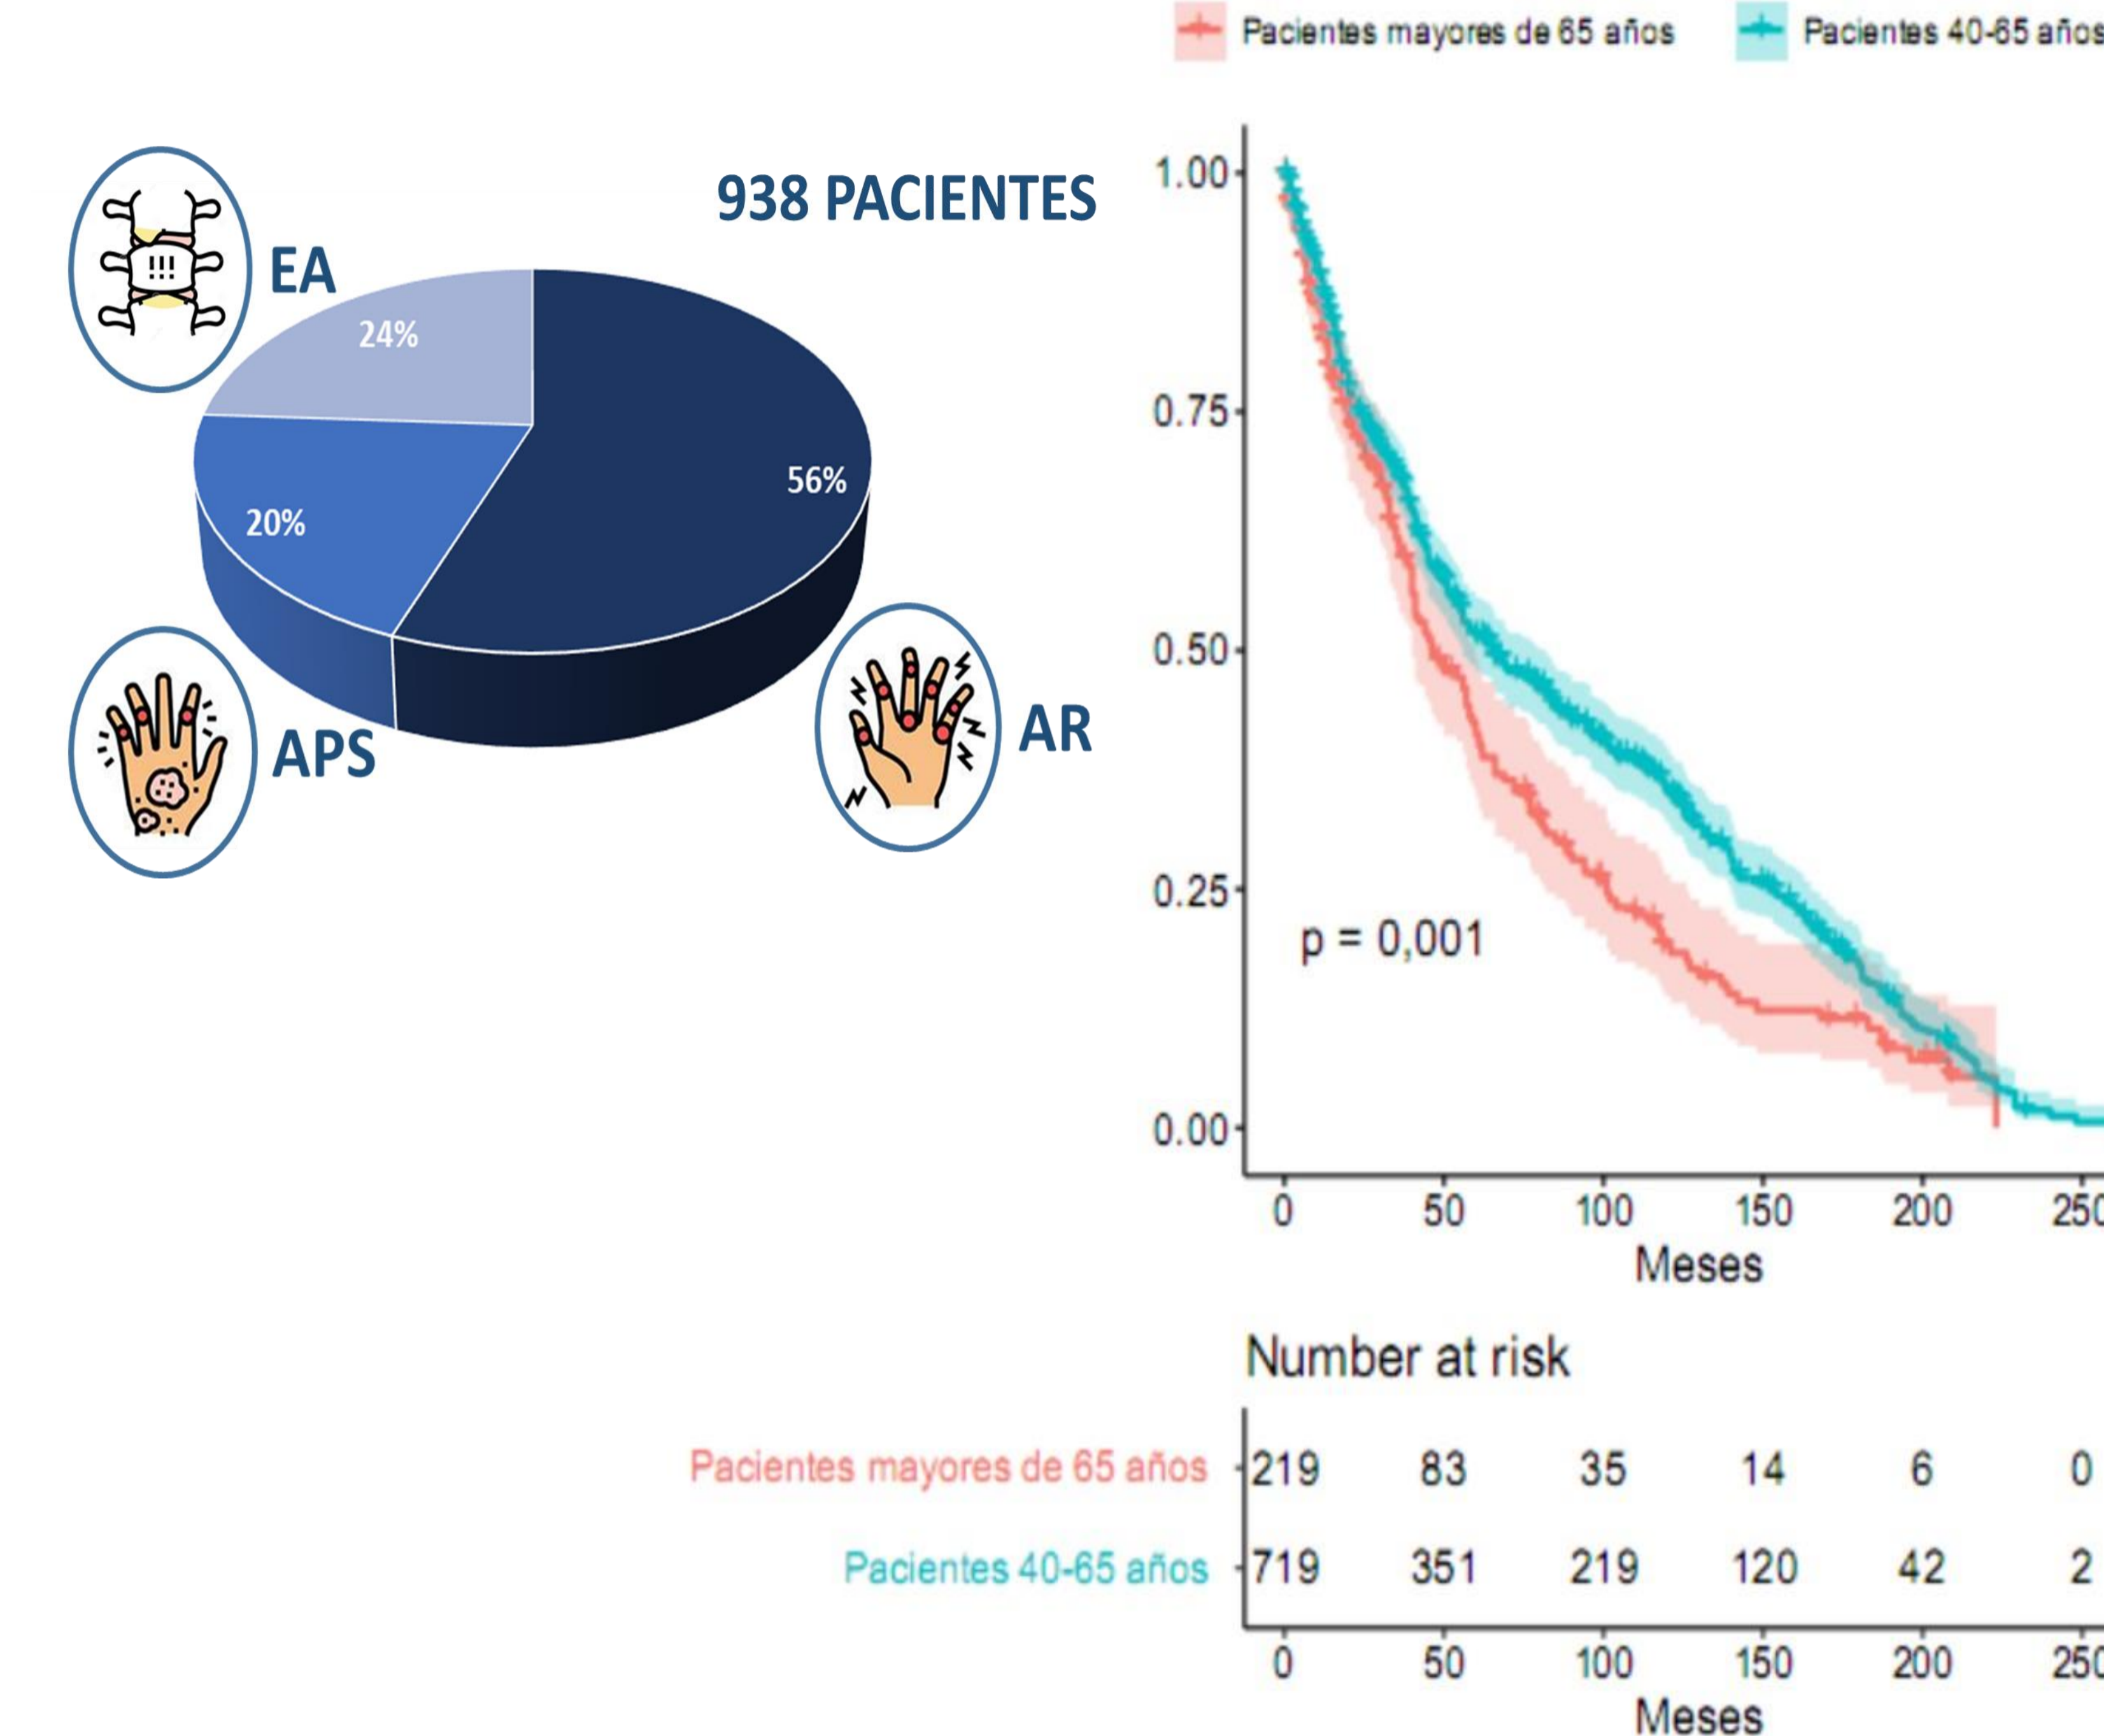 Pacientes mayores de 65 años Pacientes 40-65 años
938 PACIENTES
EA
24%
56%
20%
APS
AR
1.00
0.75
0.50
0.25
0.00
p = 0,001
0 50 100 150 200 250
Meses
Number at risk
Pacientes mayores de 65 años 219 83 35 14 6 0
Pacientes 40-65 años 719 351 219 120 42 2
0 50 100 150 200 250
Meses